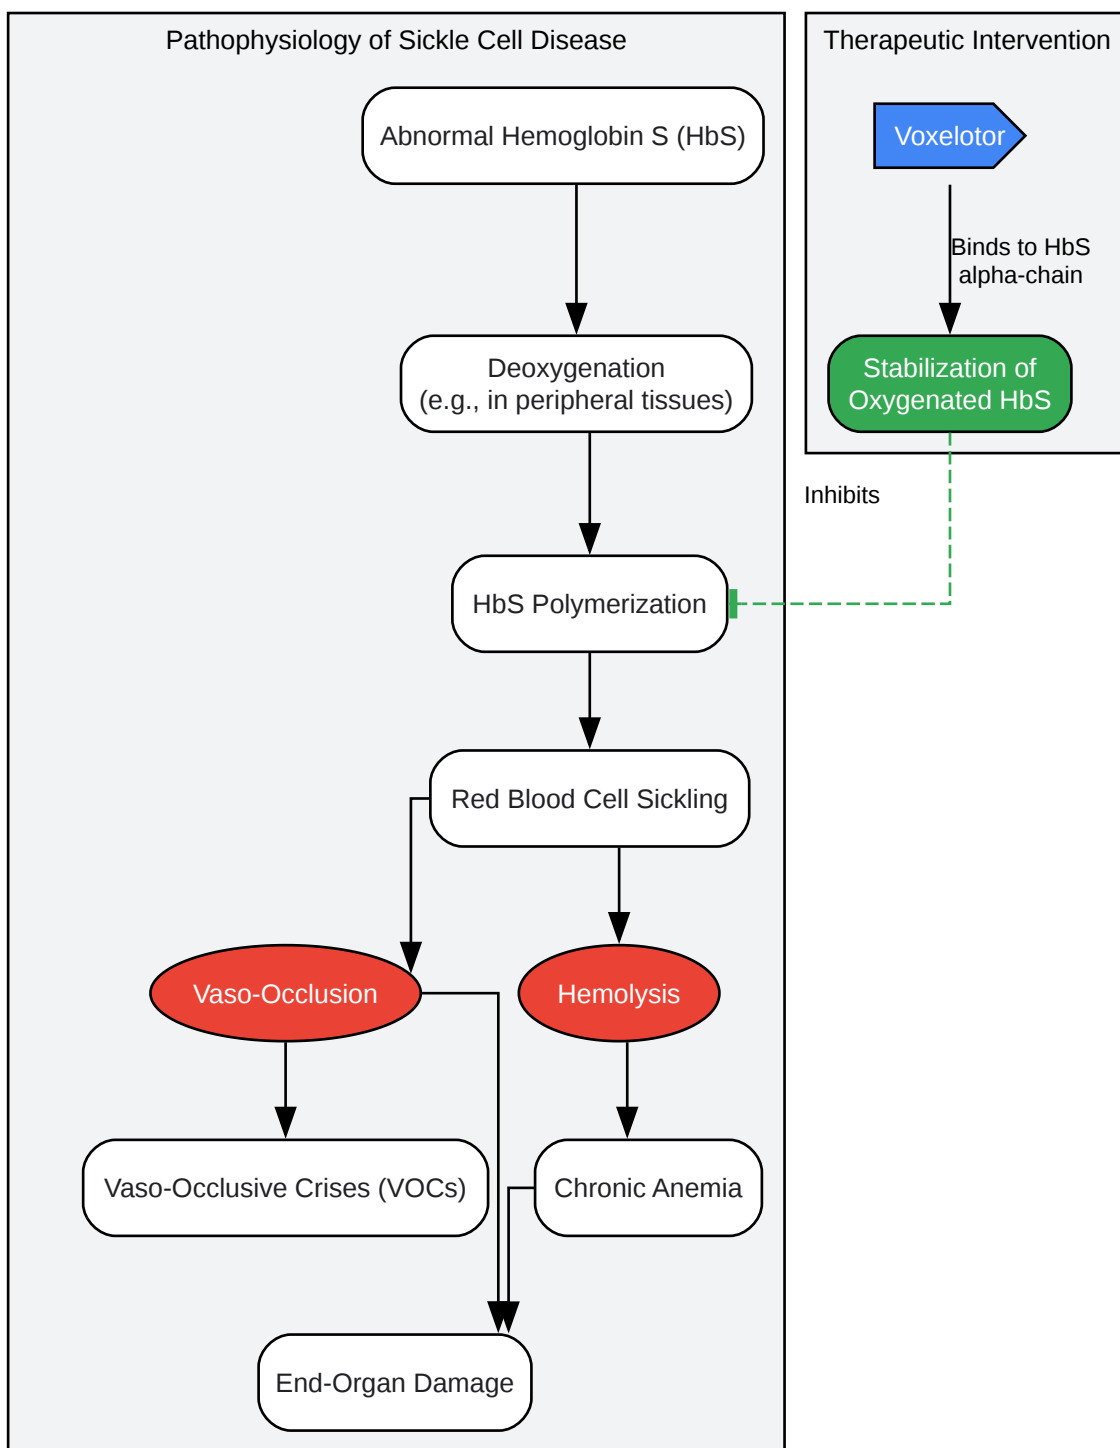 Pathophysiology of Sickle Cell Disease
Therapeutic Intervention
Abnormal Hemoglobin S (HbS)
Voxelotor
Binds to HbS
alpha-chain
Deoxygenation
(e.g., in peripheral tissues)
Stabilization of
Oxygenated HbS
Inhibits
HbS Polymerization
Red Blood Cell Sickling
Vaso-Occlusion
Hemolysis
Vaso-Occlusive Crises (VOCs)
Chronic Anemia
End-Organ Damage